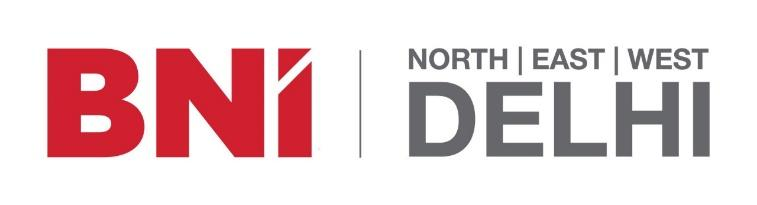 BNI
NORTH | EAST | WEST
DELHI